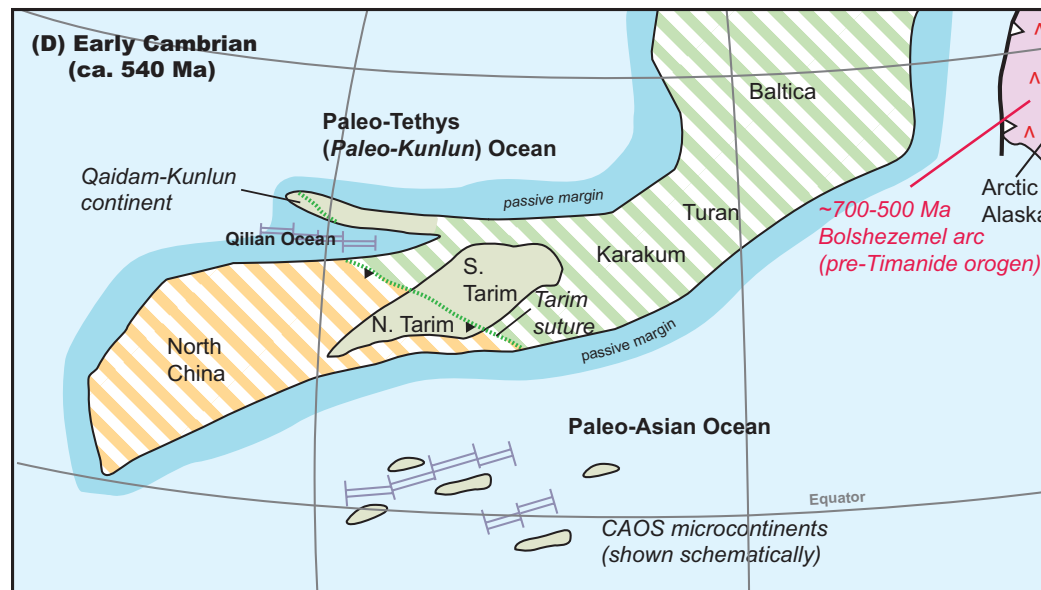 (D) Early Cambrian
(ca. 540 Ma)
Baltica
Paleo-Tethys
(Paleo-Kunlun) Ocean
Qaidam-Kunlun
continent
passive margin
Arctic
Alaska
Turan
~700-500 Ma
Bolshezemel arc
(pre-Timanide orogen)
Qilian Ocean
Karakum
S.
Tarim
Tarim
suture
N. Tarim
North
China
passive margin
Paleo-Asian Ocean
Equator
CAOS microcontinents
(shown schematically)